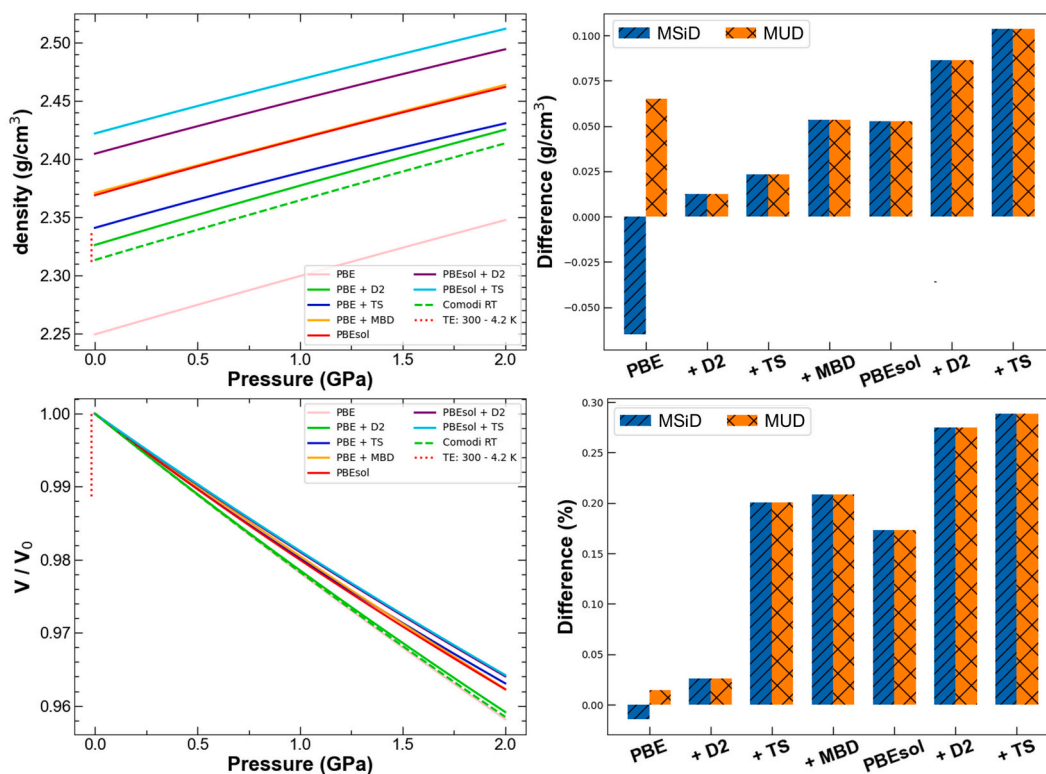 2.50
2.45
2.40
2.35
2.30
2.25
density (g/cm³)
PBE
PBE + D2
PBE + TS
PBE + MBD
PBEsol
PBEsol + D2
PBEsol + TS
Comodi RT
TE: 300 - 4.2 K
0.0 0.5 1.0 1.5 2.0
Pressure (GPa)
MSiD MUD
0.100
0.075
0.050
0.025
0.000
−0.025
−0.050
Difference (g/cm³)
PBE + D2 + TS + MBD PBEsol + D2 + TS
1.00
0.99
0.98
0.97
0.96
V / V₀
PBE
PBE + D2
PBE + TS
PBE + MBD
PBEsol
PBEsol + D2
PBEsol + TS
Comodi RT
TE: 300 - 4.2 K
0.0 0.5 1.0 1.5 2.0
Pressure (GPa)
MSiD MUD
0.30
0.25
0.20
0.15
0.10
0.05
0.00
Difference (%)
PBE + D2 + TS + MBD PBEsol + D2 + TS